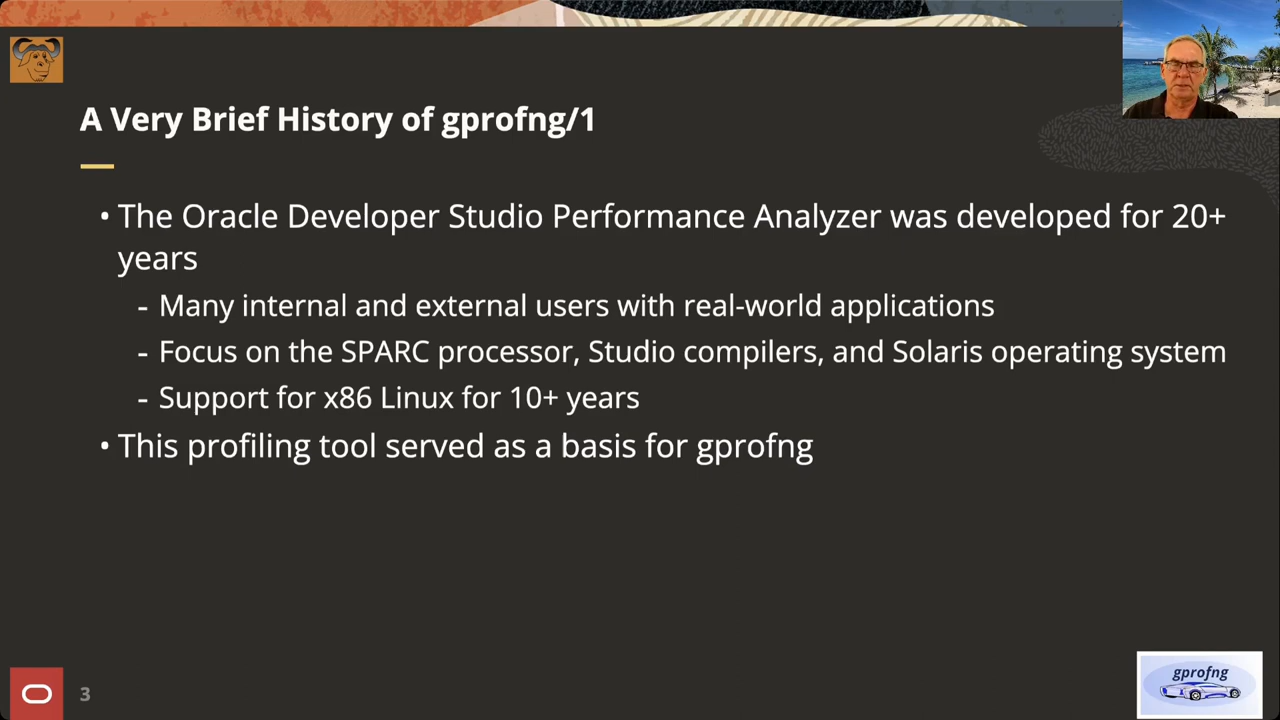 A Very Brief History of gprofng/1
• The Oracle Developer Studio Performance Analyzer was developed for 20+
years
- Many internal and external users with real-world applications
- Focus on the SPARC processor, Studio compilers, and Solaris operating system
- Support for x86 Linux for 10+ years
• This profiling tool served as a basis for gprofng
3
gprofng